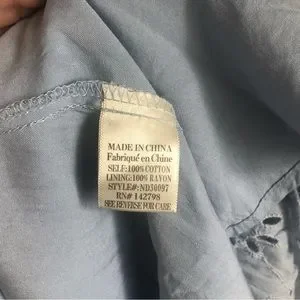 MADE IN CHINA
Fabriqué en Chine
SELF:100% COTTON
LINING:100% RAYON
STYLE#:ND30097
RN# 142798
SEE REVERSE FOR CARE